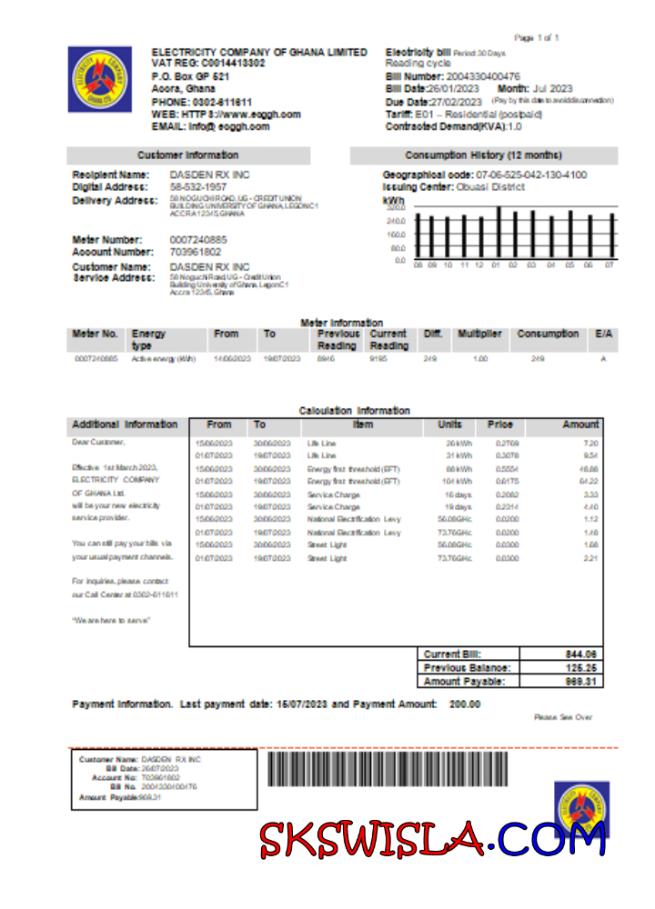 Page 1 of 1
ELECTRICITY COMPANY OF GHANA LIMITED
VAT REG: C0014413302
P.O. Box GP 521
Accra, Ghana
PHONE: 0302-611611
WEB: HTTPS://www.ecggh.com
EMAIL: info@ ecggh.com
Electricity bill Period:30 Days
Reading cycle
Bill Number: 2004330400476
Bill Date:26/01/2023 Month: Jul 2023
Due Date:27/02/2023 (Pay by this date to avoid disconnection)
Tariff: E01 – Residential (postpaid)
Contracted Demand(KVA):1.0
Customer Information
Recipient Name: DASDEN RX INC
Digital Address: 58-532-1957
Delivery Address: 58 NOGUCHI ROAD, UG - CREDIT UNION
BUILDING UNIVERSITY OF GHANA, LEGON C1
ACCRA 12345, GHANA
Meter Number: 0007240885
Account Number: 703961802
Customer Name: DASDEN RX INC
Service Address: 58 Noguchi Road, UG - Credit Union
Building University of Ghana, Legon C1
Accra 12345, Ghana
Consumption History (12 months)
Geographical code: 07-06-525-042-130-4100
Issuing Center: Obuasi District
kWh
320.0
240.0
160.0
80.0
0.0
08 09 10 11 12 01 02 03 04 05 06 07
Meter Information
Meter No. Energy type From To Previous Reading Current Reading Diff. Multiplier Consumption E/A
0007240885 Active energy (kWh) 14/06/2023 19/07/2023 8946 9195 249 1.00 249 A
Calculation Information
Additional Information From To Item Units Price Amount
Dear Customer,
Effective 1st March 2023,
ELECTRICITY COMPANY
OF GHANA Ltd.
will be your new electricity
service provider.
You can still pay your bills via
your usual payment channels.
For inquiries, please contact
our Call Center at 0302-611611
"We are here to serve"
15/06/2023 30/06/2023 Life Line 26 kWh 0.2769 7.20
01/07/2023 19/07/2023 Life Line 31 kWh 0.3078 9.54
15/06/2023 30/06/2023 Energy first threshold (EFT) 88 kWh 0.5554 48.88
01/07/2023 19/07/2023 Energy first threshold (EFT) 104 kWh 0.6175 64.22
15/06/2023 30/06/2023 Service Charge 16 days 0.2082 3.33
01/07/2023 19/07/2023 Service Charge 19 days 0.2314 4.40
15/06/2023 30/06/2023 National Electrification Levy 56.08GHc 0.0200 1.12
01/07/2023 19/07/2023 National Electrification Levy 73.76GHc 0.0200 1.48
15/06/2023 30/06/2023 Street Light 56.08GHc 0.0300 1.68
01/07/2023 19/07/2023 Street Light 73.76GHc 0.0300 2.21
Current Bill: 844.06
Previous Balance: 125.25
Amount Payable: 969.31
Payment Information. Last payment date: 15/07/2023 and Payment Amount: 200.00
Please See Over
Customer Name: DASDEN RX INC
Bill Date: 26/07/2023
Account No: 703961802
Bill No. 2004330400476
Amount Payable:969.31
SKSWISLA.COM